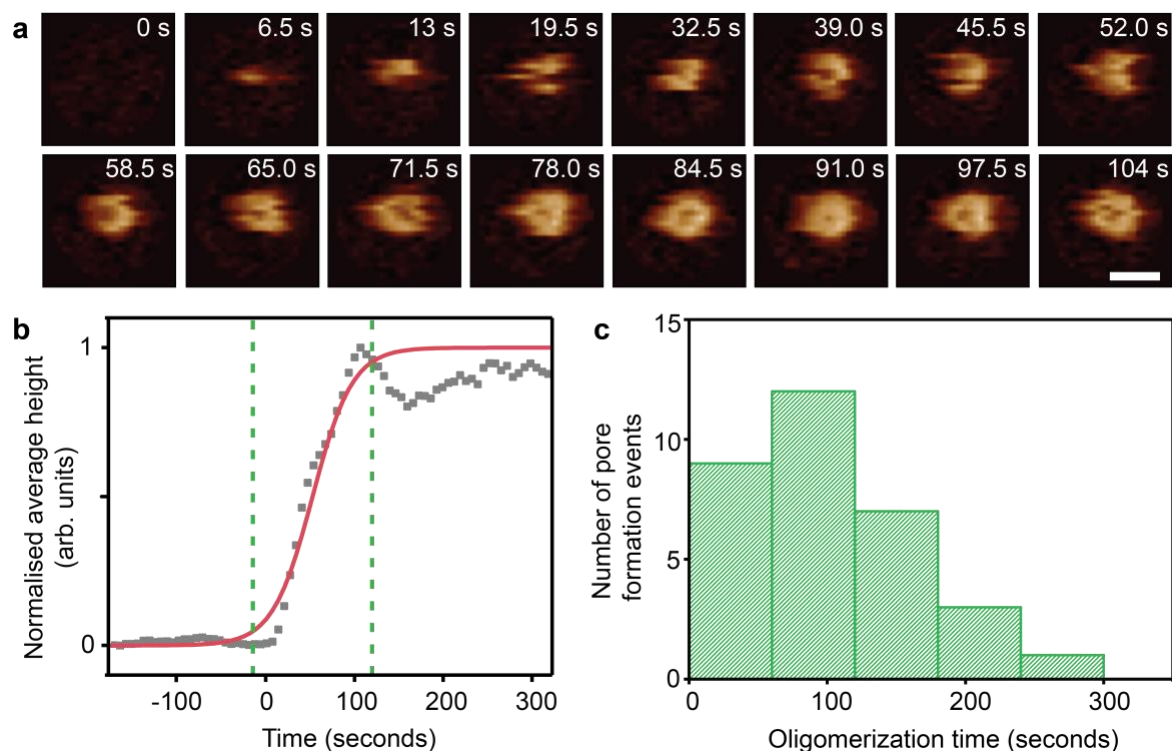 a
0 s 6.5 s 13 s 19.5 s 32.5 s 39.0 s 45.5 s 52.0 s
58.5 s 65.0 s 71.5 s 78.0 s 84.5 s 91.0 s 97.5 s 104 s
b
Normalised average height
(arb. units)
1
0
-100 0 100 200 300
Time (seconds)
c
Number of pore
formation events
15
10
5
0
0 100 200 300
Oligomerization time (seconds)